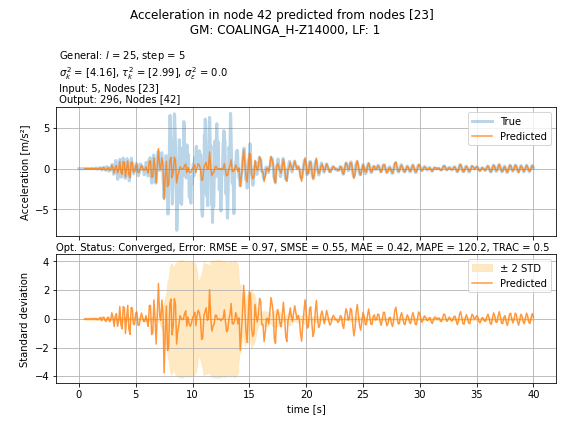 Acceleration in node 42 predicted from nodes [23]
GM: COALINGA_H-Z14000, LF: 1
General: l = 25, step = 5
σ²ₖ = [4.16], τ²ₖ = [2.99], σ²ε = 0.0
Input: 5, Nodes [23]
Output: 296, Nodes [42]
Acceleration [m/s²]
5
0
−5
True
Predicted
Opt. Status: Converged, Error: RMSE = 0.97, SMSE = 0.55, MAE = 0.42, MAPE = 120.2, TRAC = 0.5
Standard deviation
4
2
0
−2
−4
± 2 STD
Predicted
0 5 10 15 20 25 30 35 40
time [s]